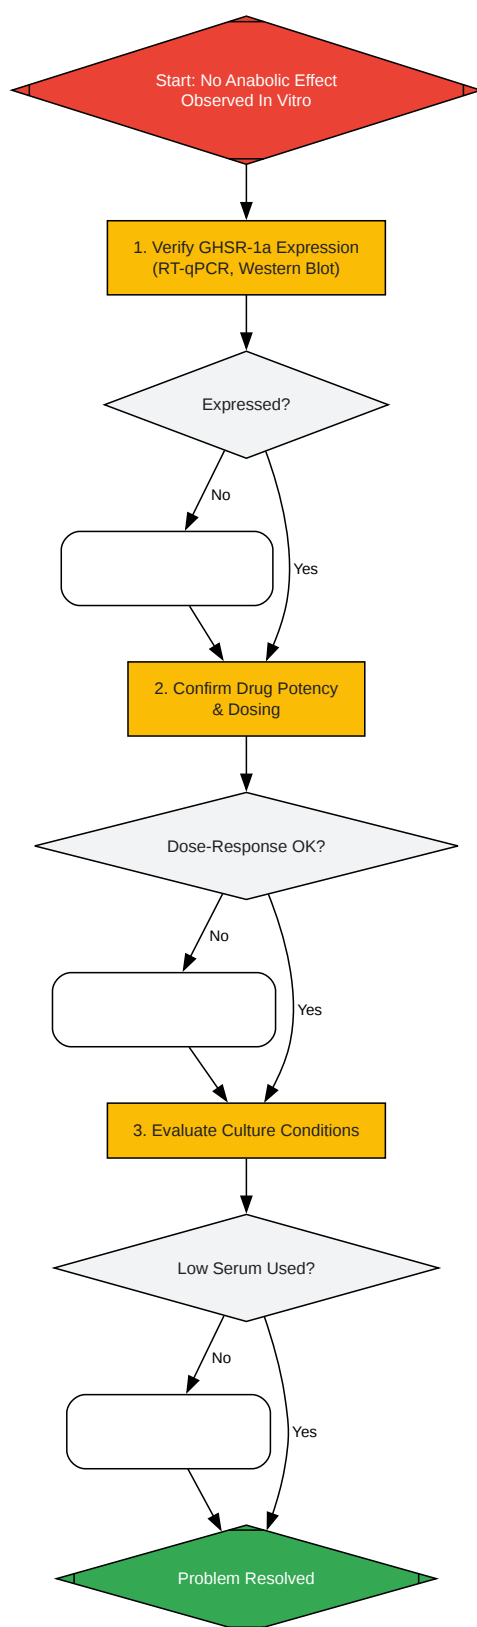 Start: No Anabolic Effect
Observed In Vitro
1. Verify GHSR-1a Expression
(RT-qPCR, Western Blot)
Expressed?
No
Yes
2. Confirm Drug Potency
& Dosing
Dose-Response OK?
No
Yes
3. Evaluate Culture Conditions
Low Serum Used?
No
Yes
Problem Resolved